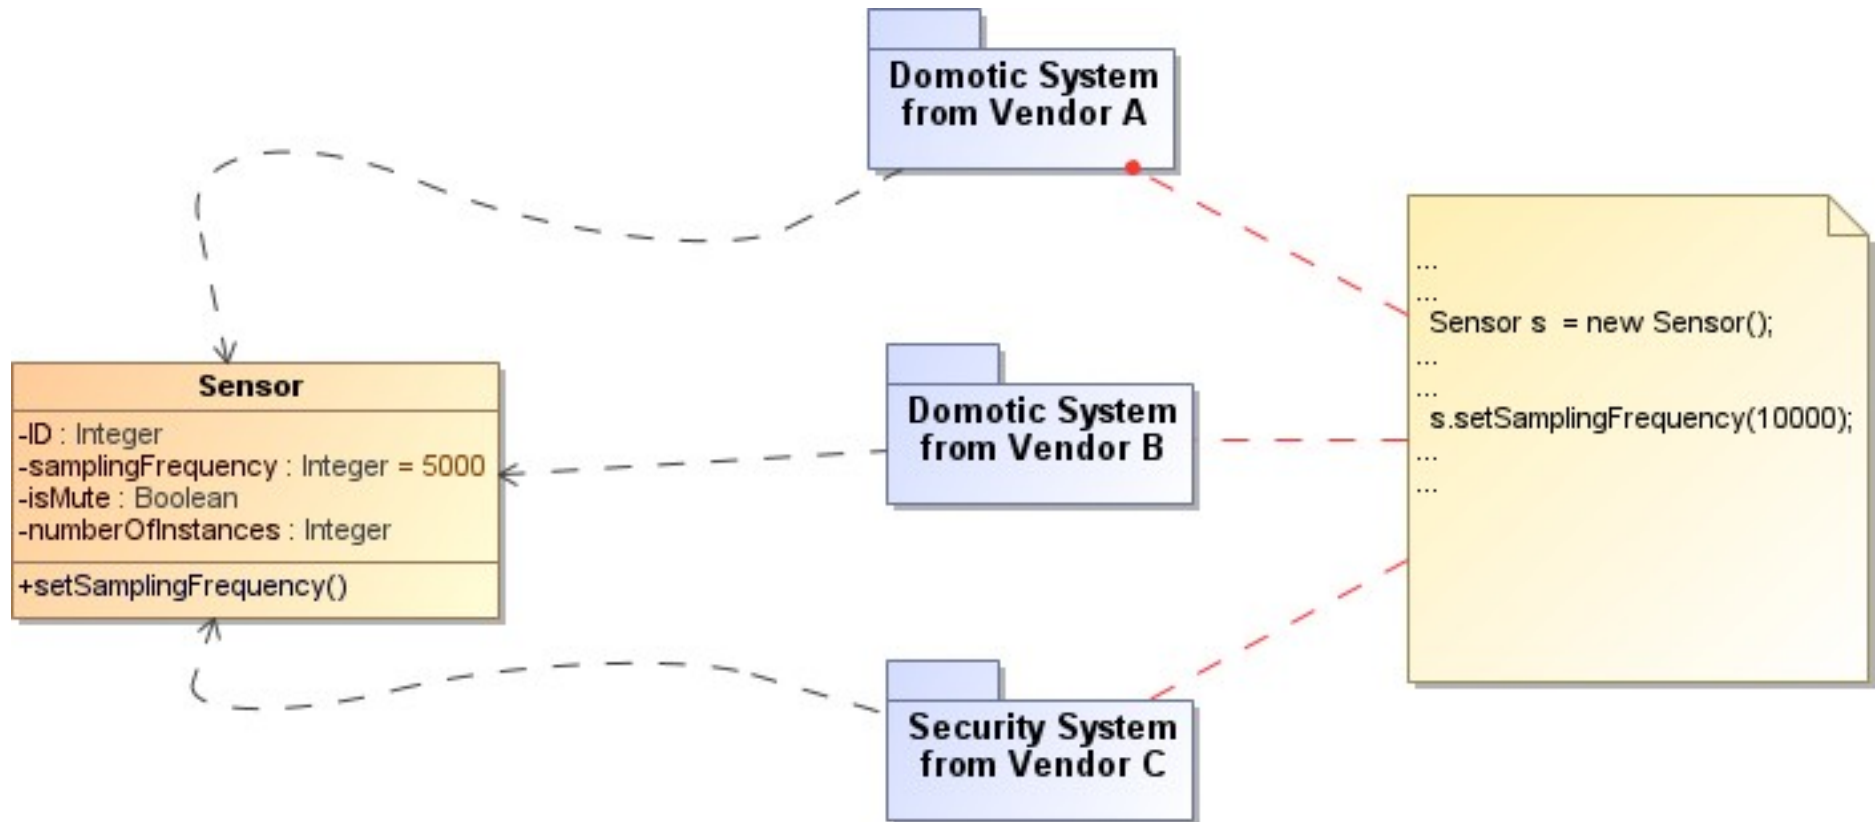 Domotic System
from Vendor A
...
...
Sensor s  = new Sensor();
...
...
s.setSamplingFrequency(10000);
...
...
Sensor
-ID : Integer
-samplingFrequency : Integer = 5000
-isMute : Boolean
-numberOfInstances : Integer
+setSamplingFrequency()
Domotic System
from Vendor B
Security System
from Vendor C